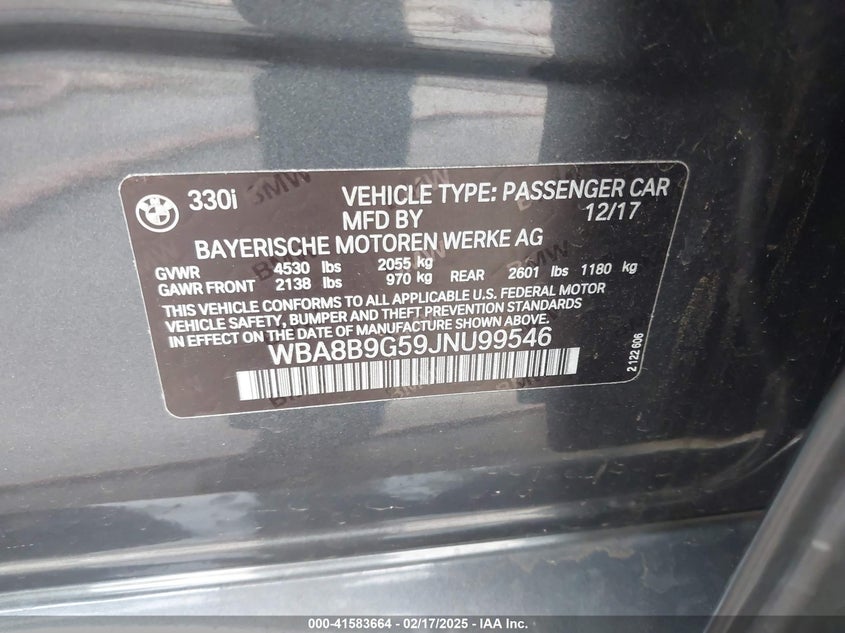 330i VEHICLE TYPE: PASSENGER CAR
MFD BY 12/17
BAYERISCHE MOTOREN WERKE AG
GVWR 4530 lbs 2055 kg
GAWR FRONT 2138 lbs 970 kg REAR 2601 lbs 1180 kg
THIS VEHICLE CONFORMS TO ALL APPLICABLE U.S. FEDERAL MOTOR
VEHICLE SAFETY, BUMPER AND THEFT PREVENTION STANDARDS
IN EFFECT ON THE DATE OF MANUFACTURE SHOWN ABOVE.
WBA8B9G59JNU99546
2 122 606
000-41583664 - 02/17/2025 - IAA Inc.